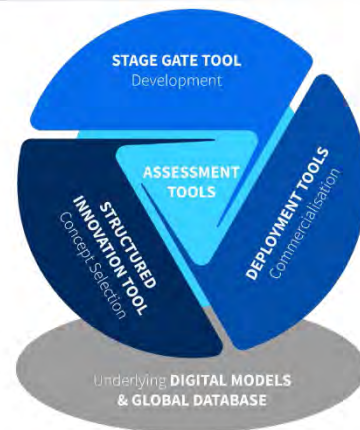 STAGE GATE TOOL
Development
ASSESSMENT
TOOLS
DEPLOYMENT TOOLS
Commercialisation
STRUCTURED
INNOVATION TOOL
Concept Selection
Underlying DIGITAL MODELS
& GLOBAL DATABASE